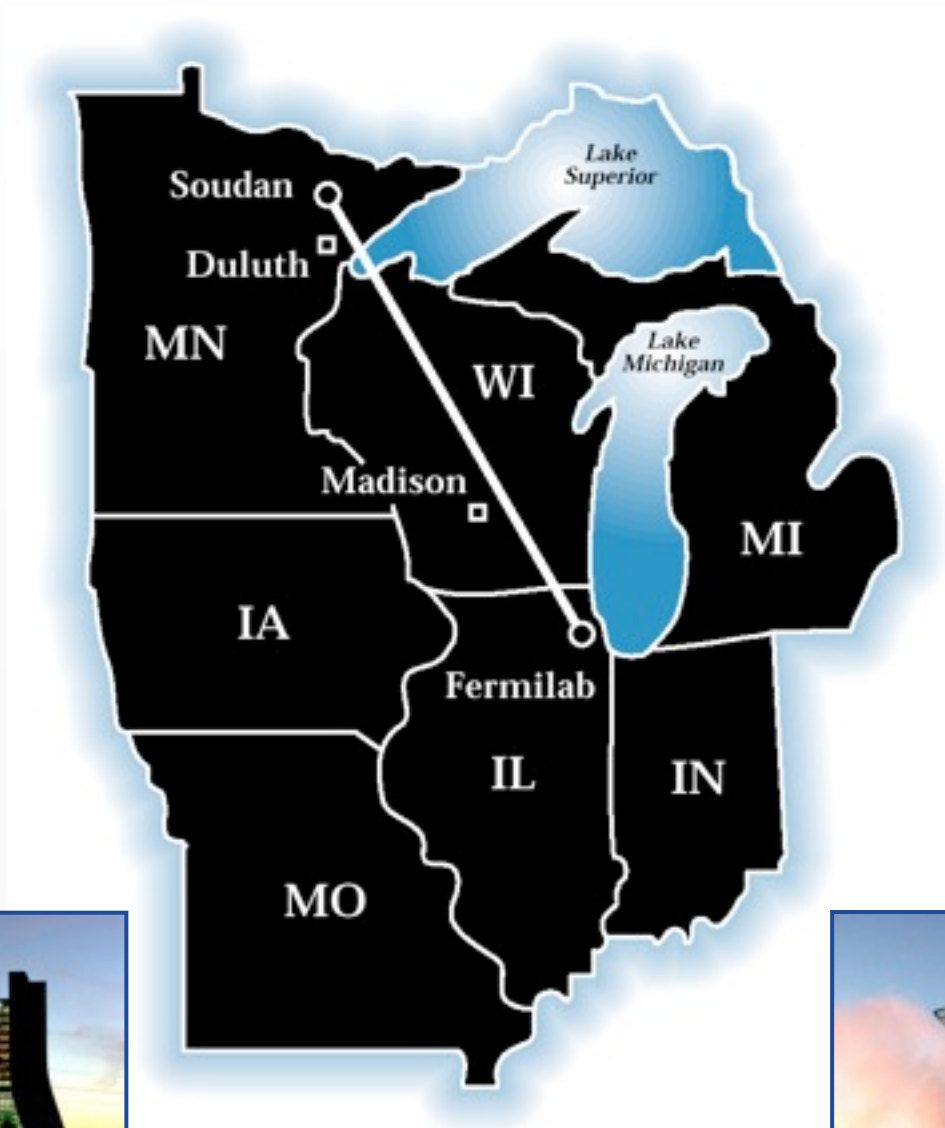 Lake
Superior
Soudan
Duluth
MN
Lake
Michigan
WI
Madison
MI
IA
Fermilab
IL
IN
MO